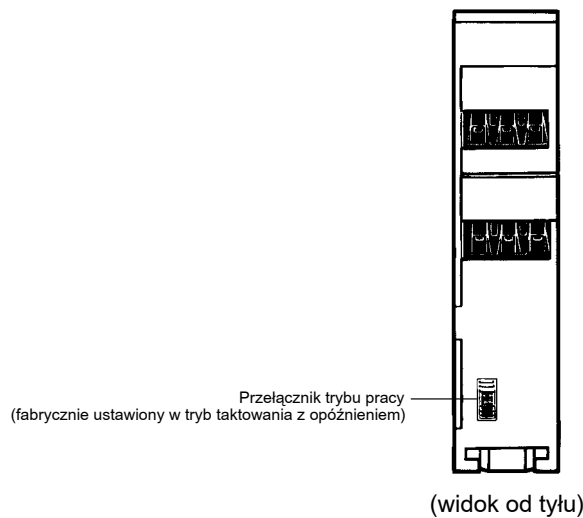 Przełącznik trybu pracy
(fabrycznie ustawiony w tryb taktowania z opóźnieniem)
(widok od tyłu)